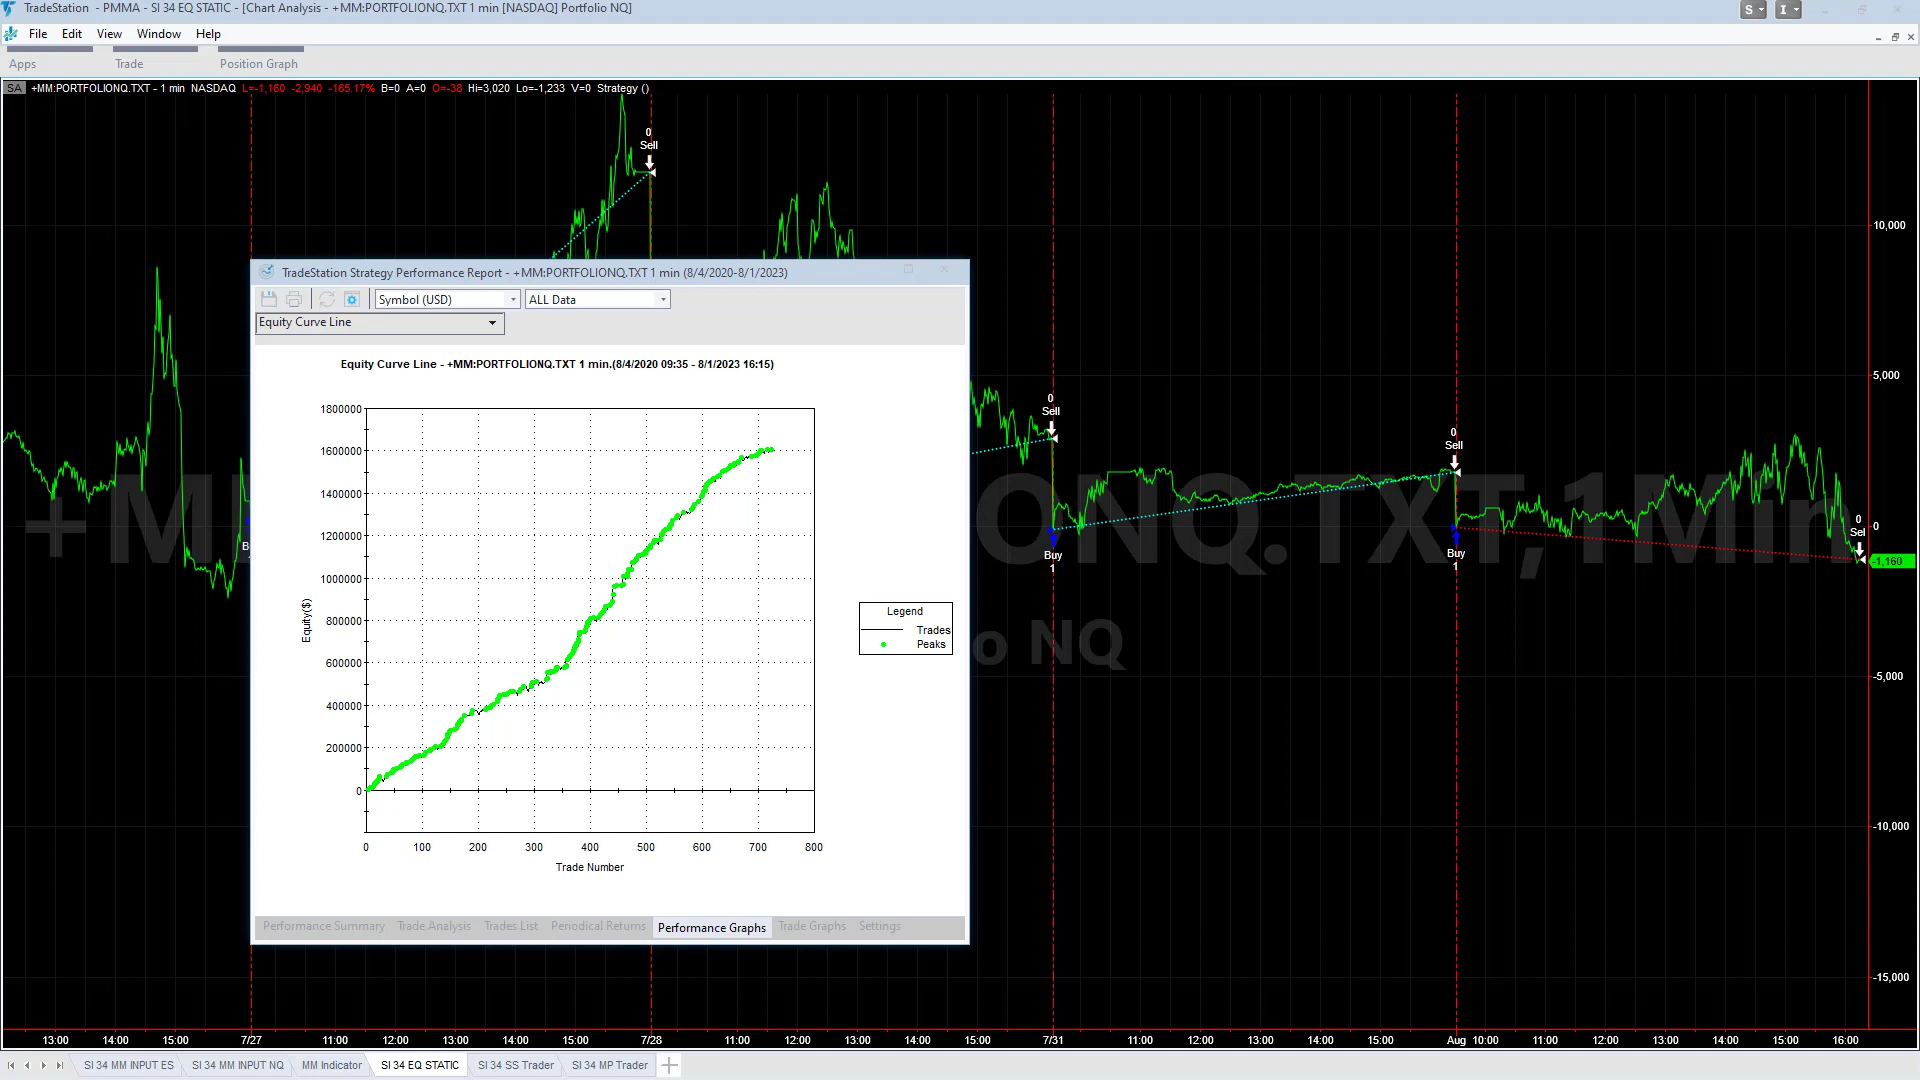 TradeStation - PMMA - SI 34 EQ STATIC - [Chart Analysis - +MM:PORTFOLIONQ.TXT 1 min [NASDAQ] Portfolio NQ]
S
I
File Edit View Window Help
Apps Trade Position Graph
SA +MM:PORTFOLIONQ.TXT - 1 min NASDAQ L=-1,160 -2,940 -165.17% B=0 A=0 O=-38 Hi=3,020 Lo=-1,233 V=0 Strategy ()
0
Sell
10,000
TradeStation Strategy Performance Report - +MM:PORTFOLIONQ.TXT 1 min (8/4/2020-8/1/2023)
Symbol (USD) ALL Data
Equity Curve Line
Equity Curve Line - +MM:PORTFOLIONQ.TXT 1 min.(8/4/2020 09:35 - 8/1/2023 16:15)
1800000
1600000
1400000
1200000
1000000
800000
600000
400000
200000
0
Equity($)
0 100 200 300 400 500 600 700 800
Trade Number
Legend
Trades
Peaks
Performance Summary Trade Analysis Trades List Periodical Returns Performance Graphs Trade Graphs Settings
5,000
0
Sell
0
Sell
0
0
Sel
B
Buy
1
Buy
1
-1,160
-5,000
-10,000
-15,000
+M ONQ.TXT,1Min
o NQ
13:00 14:00 15:00 7/27 11:00 12:00 13:00 14:00 15:00 7/28 11:00 12:00 13:00 14:00 15:00 7/31 11:00 12:00 13:00 14:00 15:00 Aug 10:00 11:00 12:00 13:00 14:00 15:00 16:00
SI 34 MM INPUT ES SI 34 MM INPUT NQ MM Indicator SI 34 EQ STATIC SI 34 SS Trader SI 34 MP Trader